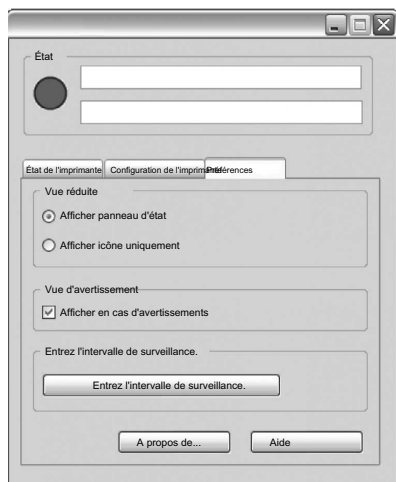 État
État de l'imprimante
Configuration de l'imprimante
Préférences
Vue réduite
Afficher panneau d'état
Afficher icône uniquement
Vue d'avertissement
Afficher en cas d'avertissements
Entrez l'intervalle de surveillance.
Entrez l'intervalle de surveillance.
A propos de...
Aide